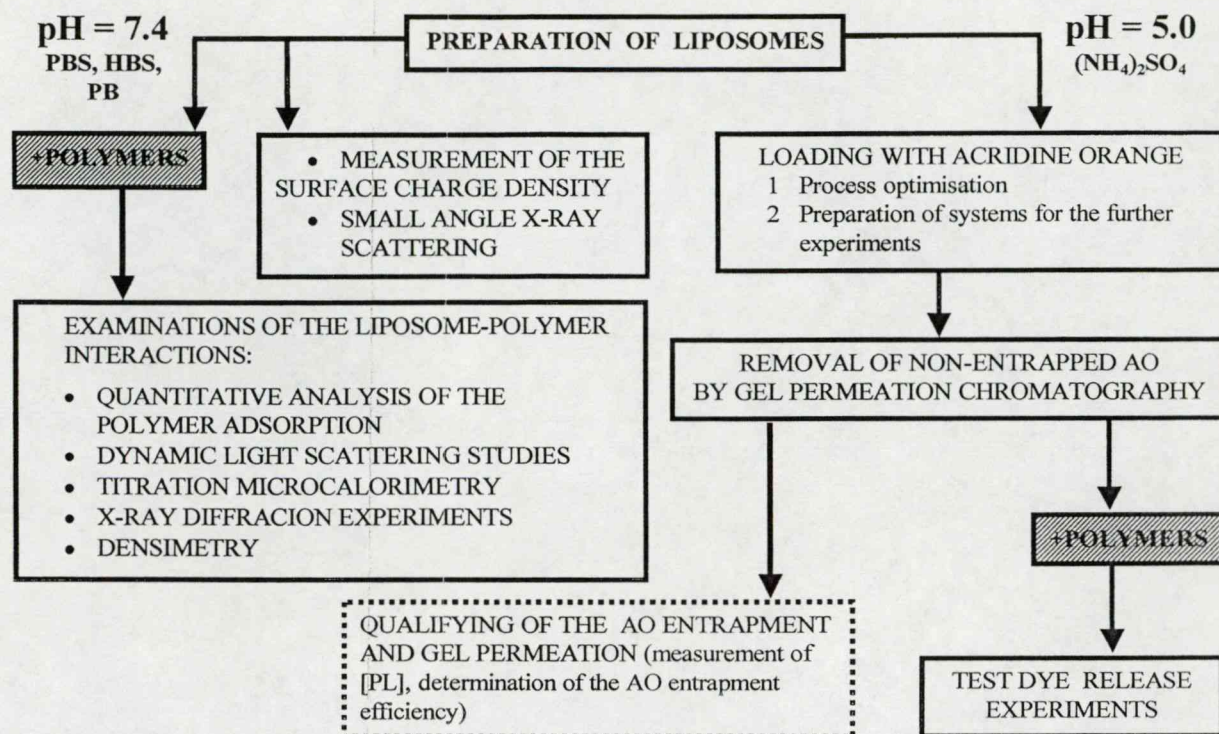 pH = 7.4
PBS, HBS,
PB
PREPARATION OF LIPOSOMES
pH = 5.0
(NH₄)₂SO₄
+POLYMERS
• MEASUREMENT OF THE
SURFACE CHARGE DENSITY
• SMALL ANGLE X-RAY
SCATTERING
LOADING WITH ACRIDINE ORANGE
1 Process optimisation
2 Preparation of systems for the further
experiments
EXAMINATIONS OF THE LIPOSOME-POLYMER
INTERACTIONS:
• QUANTITATIVE ANALYSIS OF THE
POLYMER ADSORPTION
• DYNAMIC LIGHT SCATTERING STUDIES
• TITRATION MICROCALORIMETRY
• X-RAY DIFFRACION EXPERIMENTS
• DENSIMETRY
REMOVAL OF NON-ENTRAPPED AO
BY GEL PERMEATION CHROMATOGRAPHY
+POLYMERS
QUALIFYING OF THE AO ENTRAPMENT
AND GEL PERMEATION (measurement of
[PL], determination of the AO entrapment
efficiency)
TEST DYE RELEASE
EXPERIMENTS